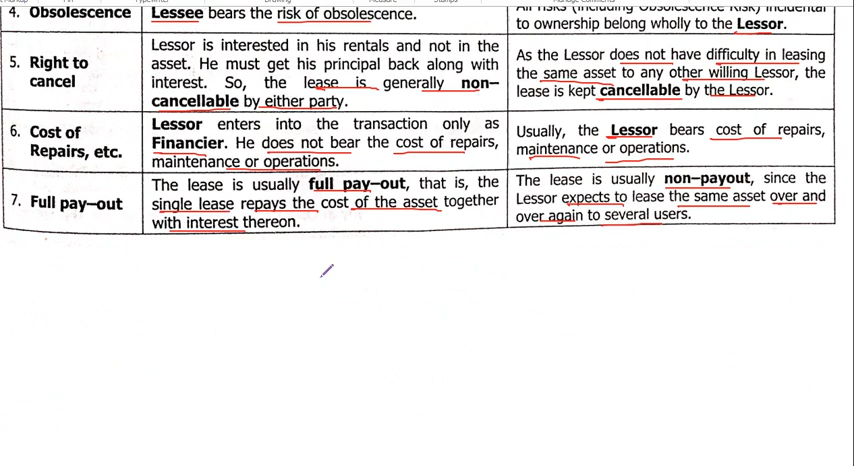 4. Obsolescence
Lessee bears the risk of obsolescence.
All risks (including Obsolescence Risk) incidental
to ownership belong wholly to the Lessor.
5. Right to
cancel
Lessor is interested in his rentals and not in the
asset. He must get his principal back along with
interest. So, the lease is generally non–
cancellable by either party.
As the Lessor does not have difficulty in leasing
the same asset to any other willing Lessor, the
lease is kept cancellable by the Lessor.
6. Cost of
Repairs, etc.
Lessor enters into the transaction only as
Financier. He does not bear the cost of repairs,
maintenance or operations.
Usually, the Lessor bears cost of repairs,
maintenance or operations.
7. Full pay–out
The lease is usually full pay–out, that is, the
single lease repays the cost of the asset together
with interest thereon.
The lease is usually non–payout, since the
Lessor expects to lease the same asset over and
over again to several users.